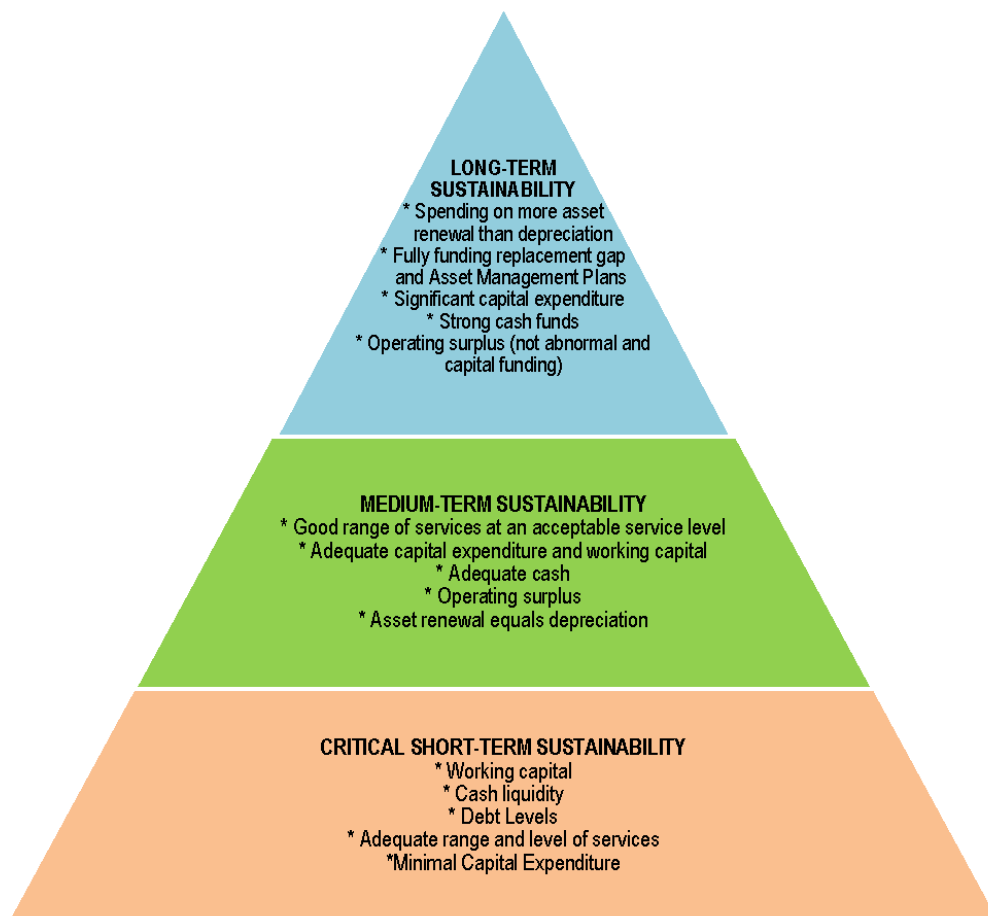 LONG-TERM
SUSTAINABILITY
* Spending on more asset
renewal than depreciation
* Fully funding replacement gap
and Asset Management Plans
* Significant capital expenditure
* Strong cash funds
* Operating surplus (not abnormal and
capital funding)
MEDIUM-TERM SUSTAINABILITY
* Good range of services at an acceptable service level
* Adequate capital expenditure and working capital
* Adequate cash
* Operating surplus
* Asset renewal equals depreciation
CRITICAL SHORT-TERM SUSTAINABILITY
* Working capital
* Cash liquidity
* Debt Levels
* Adequate range and level of services
*Minimal Capital Expenditure